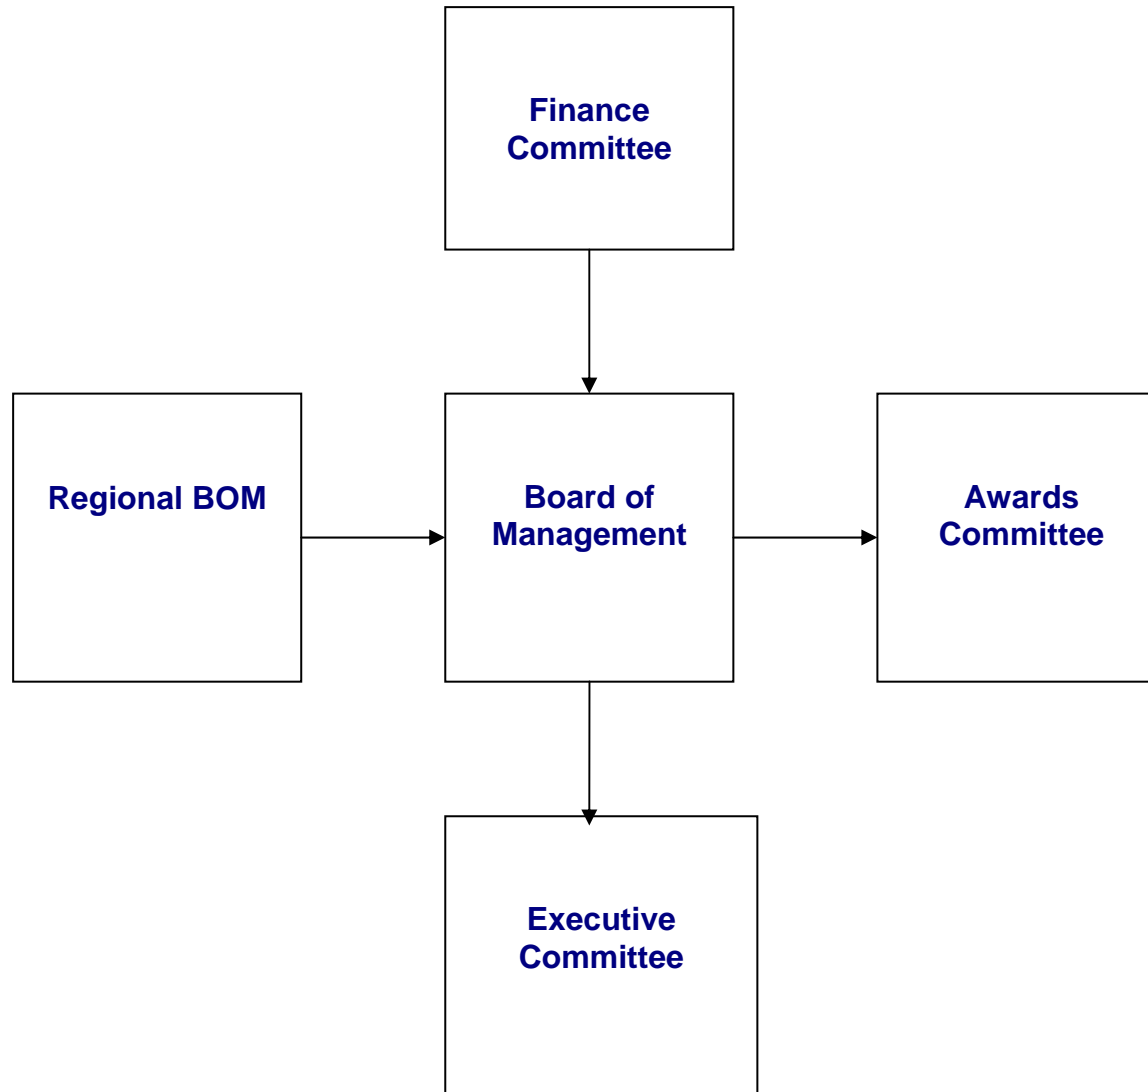 Finance
Committee
Regional BOM
Board of
Management
Awards
Committee
Executive
Committee